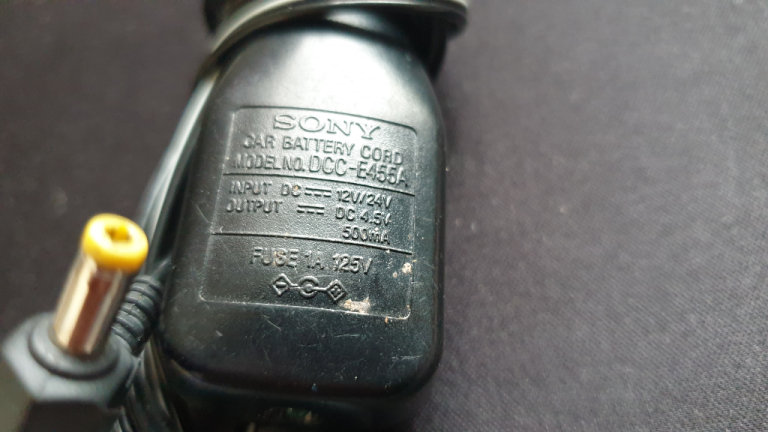 SONY
CAR BATTERY CORD
MODEL NO. DCC-E455A
INPUT DC ⎓ 12V/24V
OUTPUT ⎓ DC 4.5V
500mA
FUSE 1A 125V